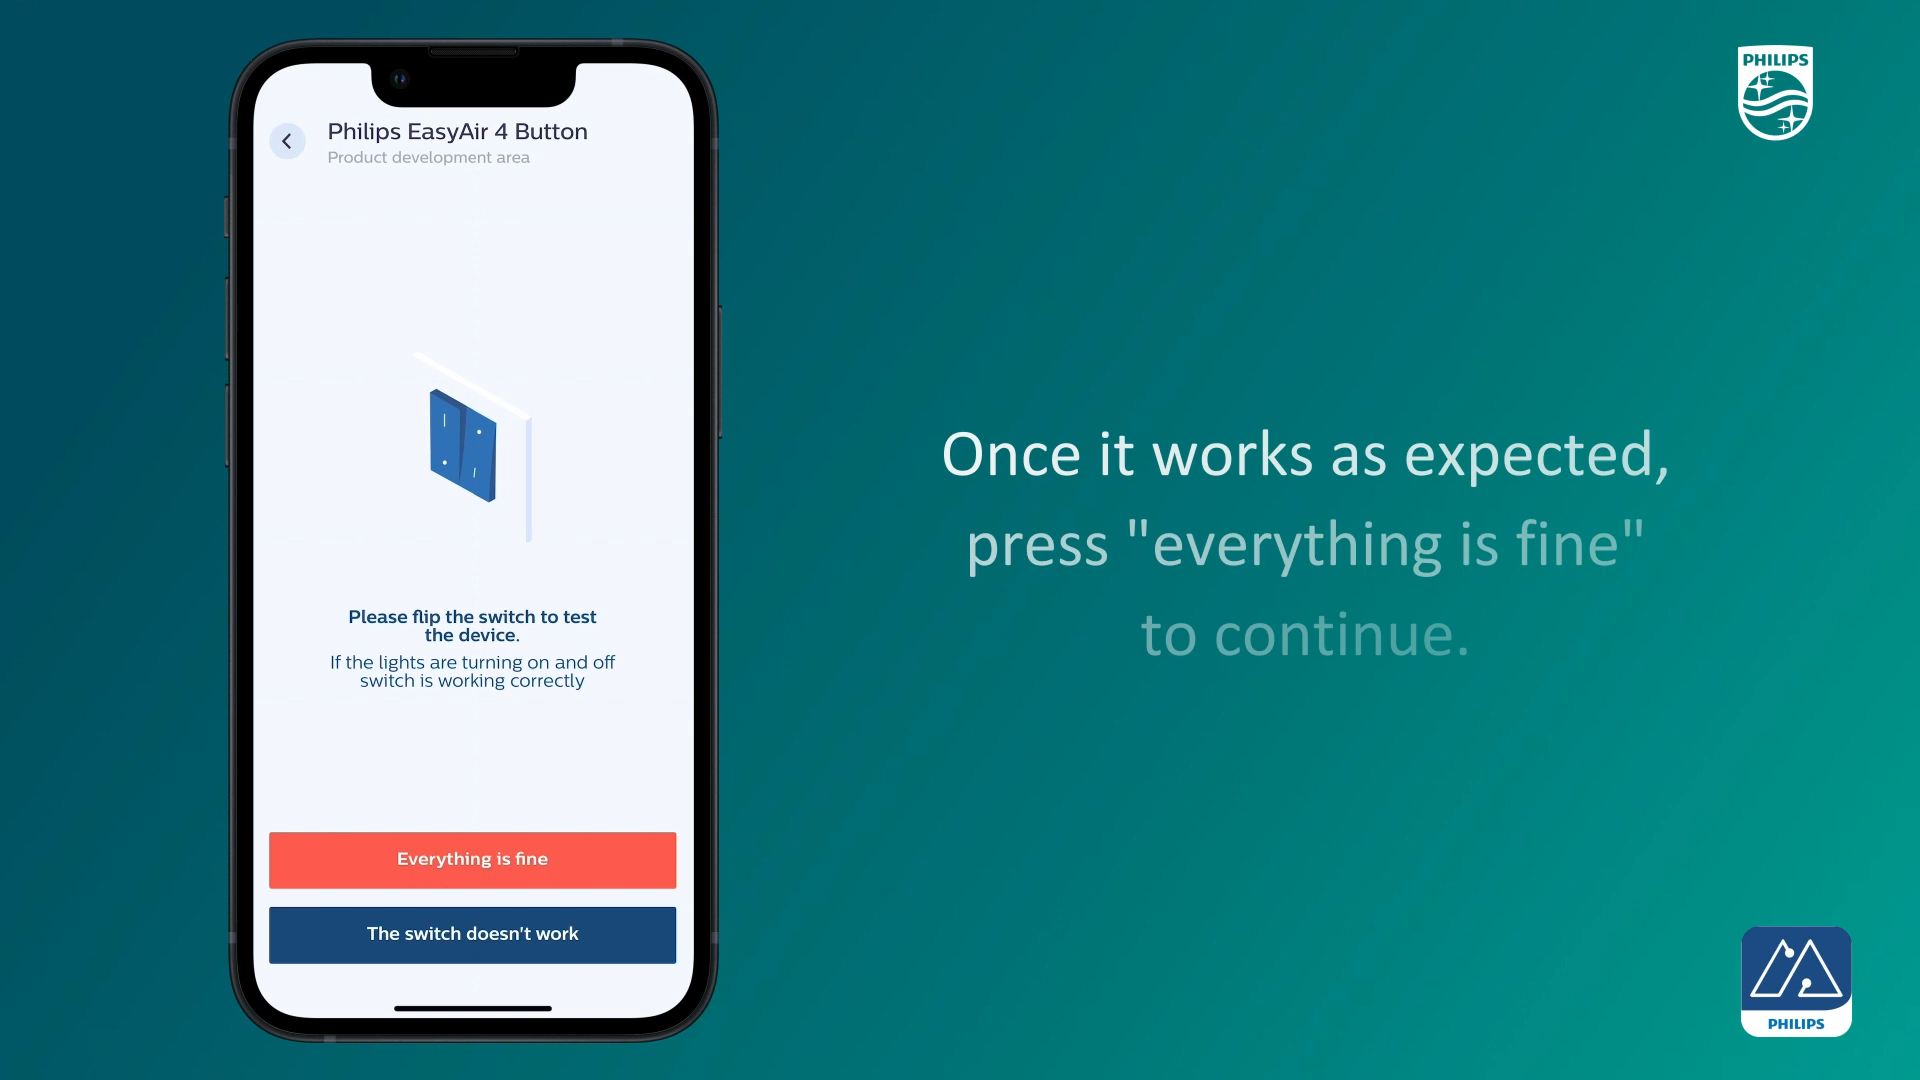 Philips EasyAir 4 Button
Product development area
Please flip the switch to test
the device.
If the lights are turning on and off
switch is working correctly
Everything is fine
The switch doesn't work
PHILIPS
Once it works as expected,
press "everything is fine"
to continue.
PHILIPS